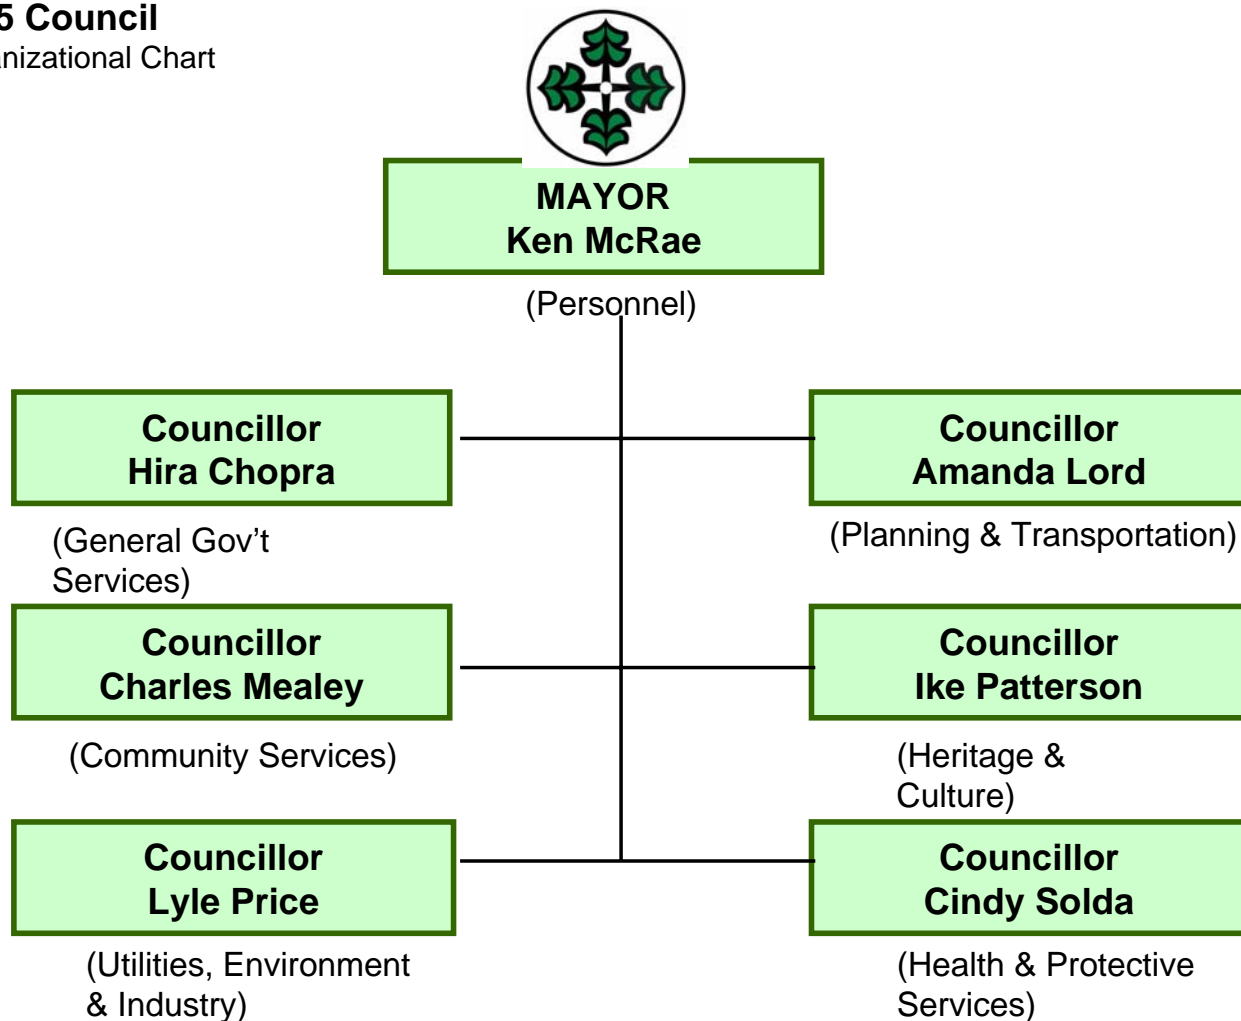 5 Council
anizational Chart
MAYOR
Ken McRae
(Personnel)
Councillor
Hira Chopra
(General Gov’t
Services)
Councillor
Amanda Lord
(Planning & Transportation)
Councillor
Charles Mealey
(Community Services)
Councillor
Ike Patterson
(Heritage &
Culture)
Councillor
Lyle Price
(Utilities, Environment
& Industry)
Councillor
Cindy Solda
(Health & Protective
Services)